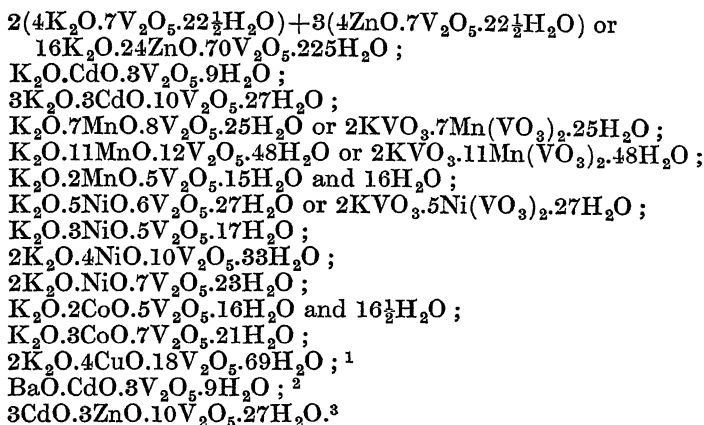 2(4K₂O.7V₂O₅.22½H₂O)+3(4ZnO.7V₂O₅.22½H₂O) or
16K₂O.24ZnO.70V₂O₅.225H₂O ;
K₂O.CdO.3V₂O₅.9H₂O ;
3K₂O.3CdO.10V₂O₅.27H₂O ;
K₂O.7MnO.8V₂O₅.25H₂O or 2KVO₃.7Mn(VO₃)₂.25H₂O ;
K₂O.11MnO.12V₂O₅.48H₂O or 2KVO₃.11Mn(VO₃)₂.48H₂O ;
K₂O.2MnO.5V₂O₅.15H₂O and 16H₂O ;
K₂O.5NiO.6V₂O₅.27H₂O or 2KVO₃.5Ni(VO₃)₂.27H₂O ;
K₂O.3NiO.5V₂O₅.17H₂O ;
2K₂O.4NiO.10V₂O₅.33H₂O ;
2K₂O.NiO.7V₂O₅.23H₂O ;
K₂O.2CoO.5V₂O₅.16H₂O and 16½H₂O ;
K₂O.3CoO.7V₂O₅.21H₂O ;
2K₂O.4CuO.18V₂O₅.69H₂O ; ¹
BaO.CdO.3V₂O₅.9H₂O ; ²
3CdO.3ZnO.10V₂O₅.27H₂O.³